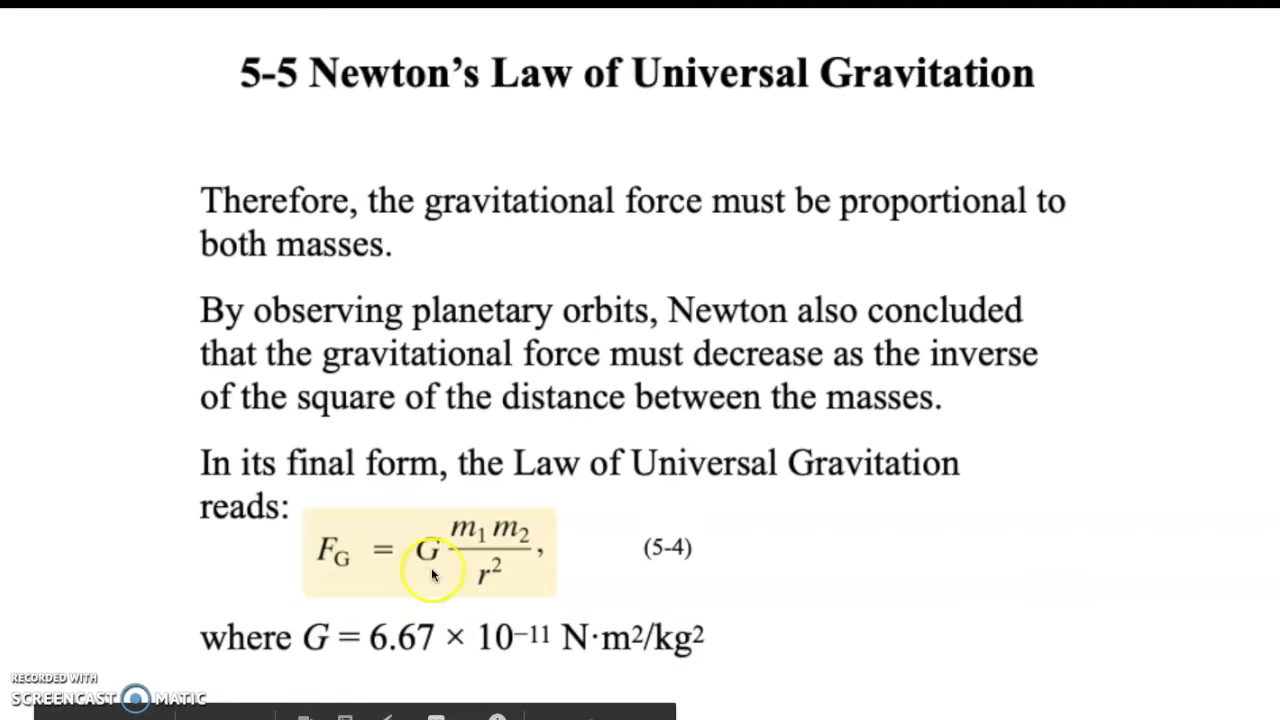 5-5 Newton’s Law of Universal Gravitation
Therefore, the gravitational force must be proportional to
both masses.
By observing planetary orbits, Newton also concluded
that the gravitational force must decrease as the inverse
of the square of the distance between the masses.
In its final form, the Law of Universal Gravitation
reads:
F_G = G m₁ m₂ / r², (5-4)
where G = 6.67 × 10⁻¹¹ N·m²/kg²
RECORDED WITH
SCREENCAST MATIC